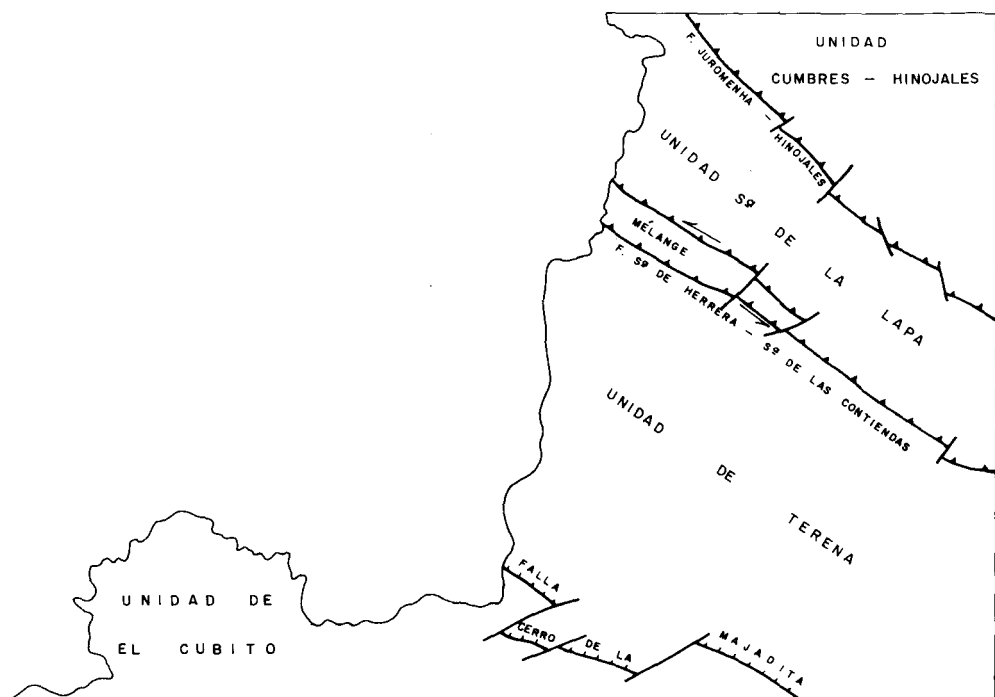 UNIDAD
CUMBRES – HINOJALES
F. JUROMENHA – HINOJALES
UNIDAD Sª DE LA LAPA
MÉLANGE
F. Sª DE HERRERA – Sª DE LAS CONTIENDAS
UNIDAD DE TERENA
FALLA CERRO DE LA MAJADITA
UNIDAD DE
EL CUBITO